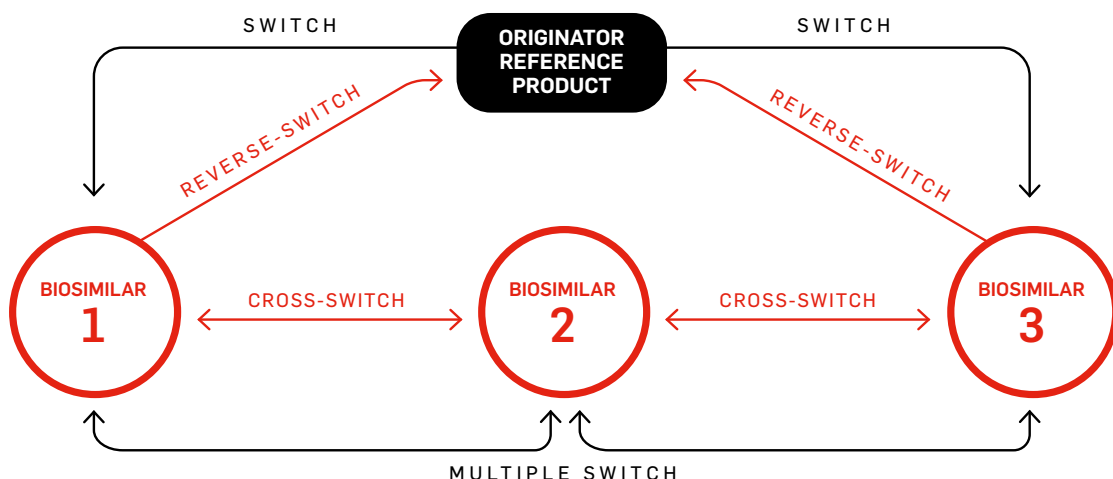 SWITCH
ORIGINATOR
REFERENCE
PRODUCT
SWITCH
REVERSE-SWITCH
REVERSE-SWITCH
BIOSIMILAR
1
CROSS-SWITCH
BIOSIMILAR
2
CROSS-SWITCH
BIOSIMILAR
3
MULTIPLE SWITCH